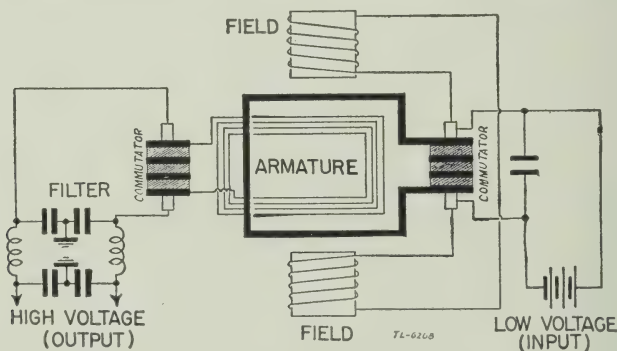 FIELD
COMMUTATOR
ARMATURE
COMMUTATOR
FILTER
HIGH VOLTAGE
(OUTPUT)
FIELD
TL-6208
LOW VOLTAGE
(INPUT)